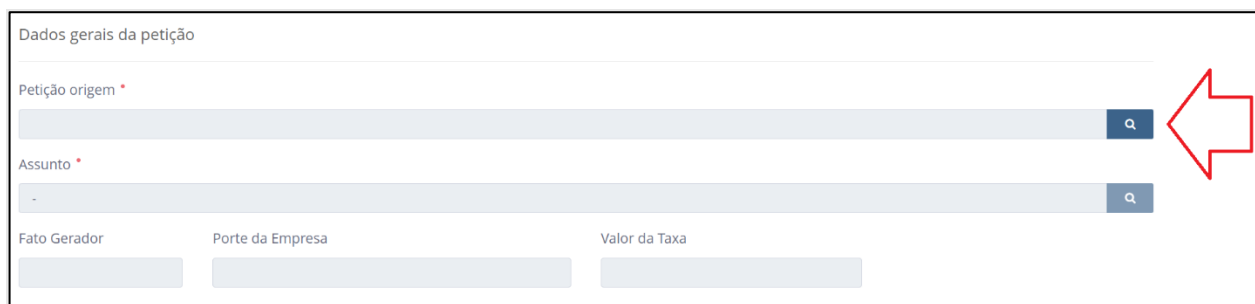 Dados gerais da petição
Petição origem *
Assunto *
-
Fato Gerador Porte da Empresa Valor da Taxa